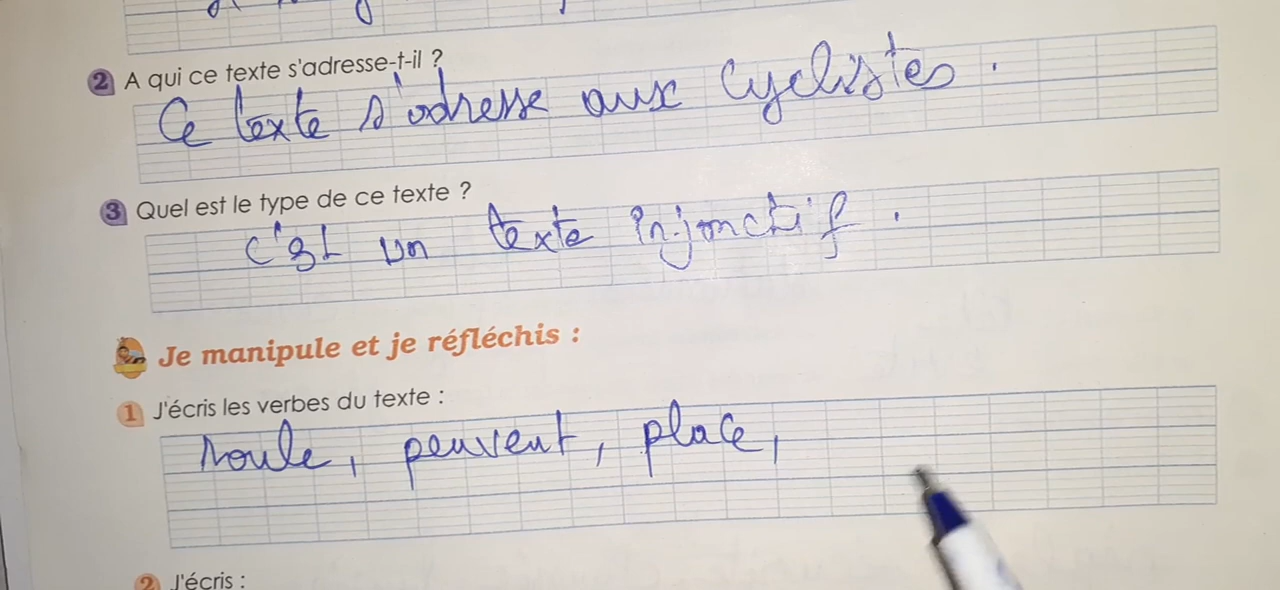 2 A qui ce texte s'adresse-t-il ?
Ce texte s'adresse aux cyclistes.
3 Quel est le type de ce texte ?
C'est un texte injonctif.
Je manipule et je réfléchis :
1 J'écris les verbes du texte :
roule, peuvent, place,
2 J'écris :